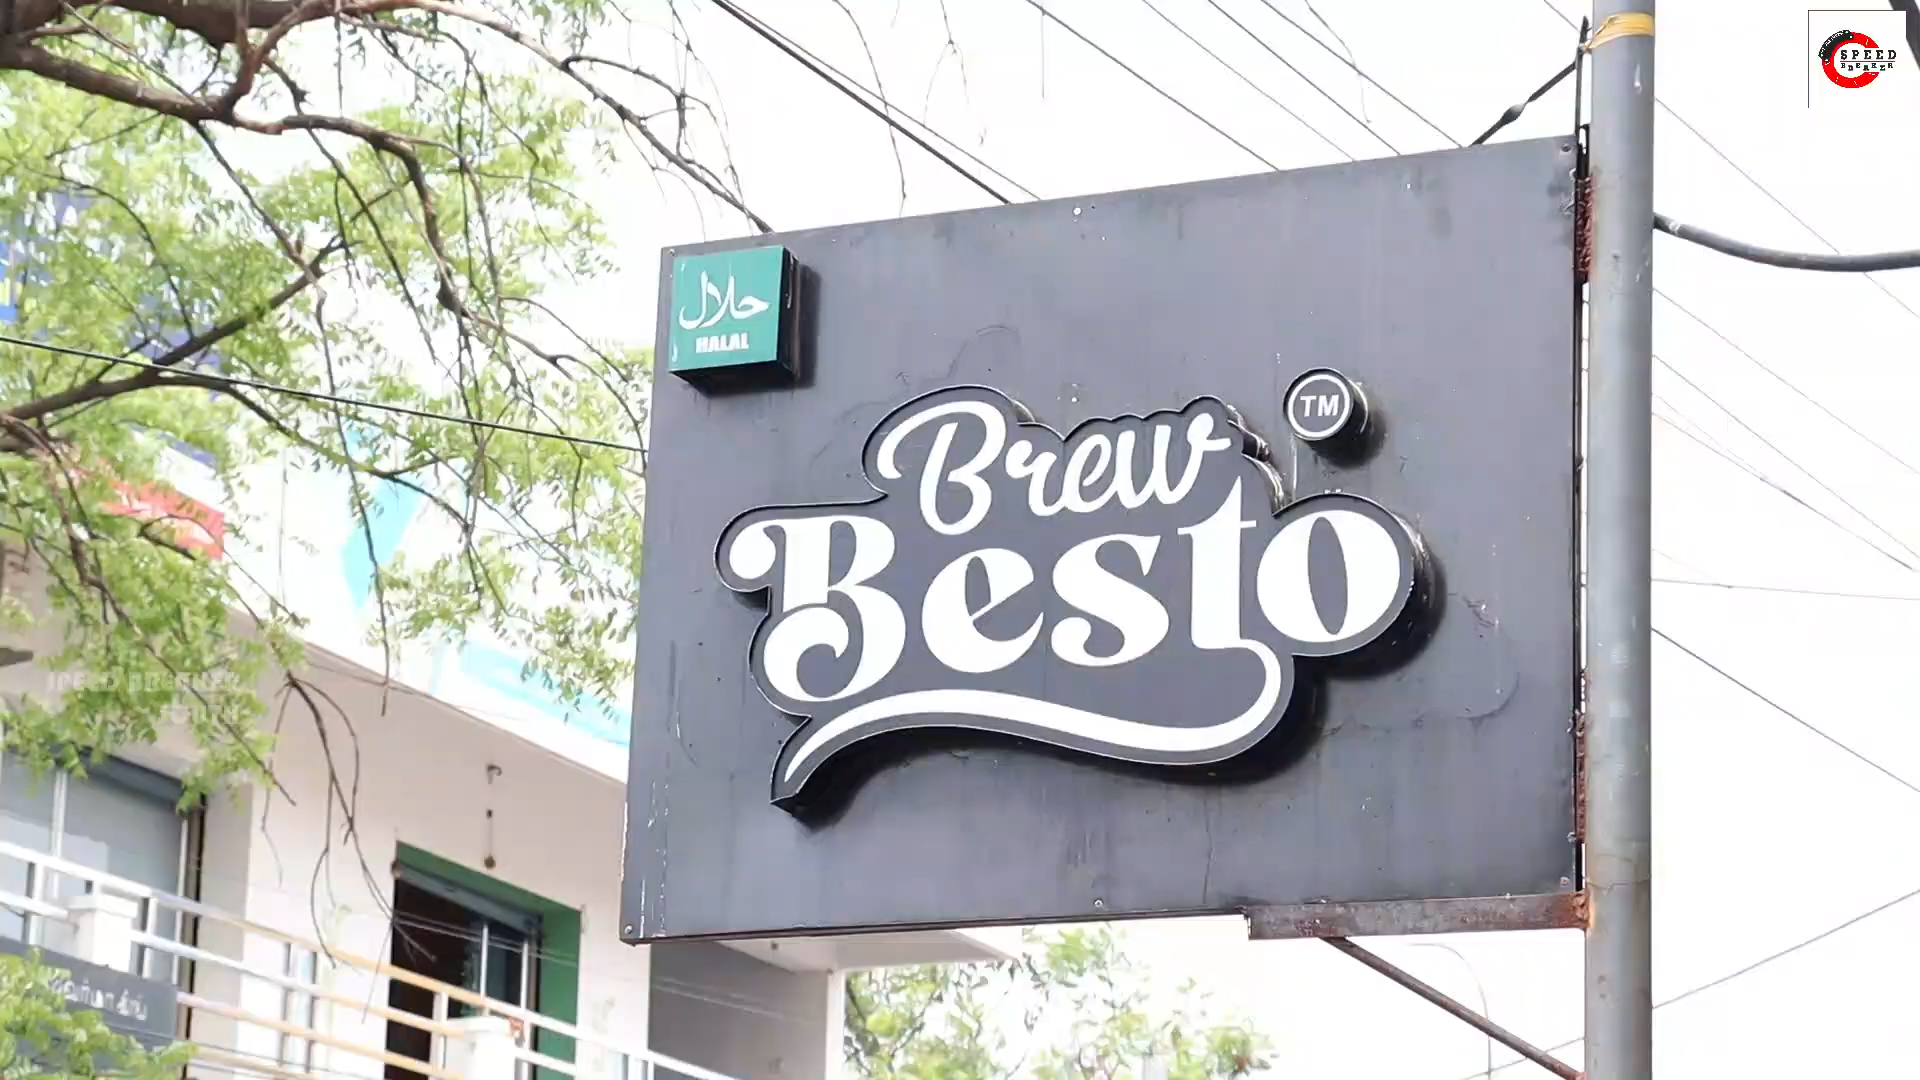 SPEED
BREAKER
حلال
HALAL
TM
Brew
Besto